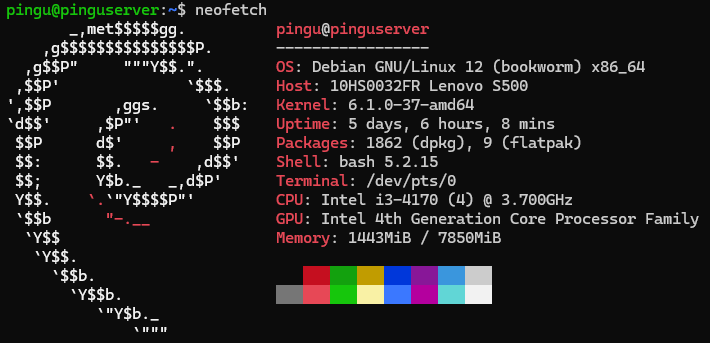 pingu@pinguserver:~$ neofetch
       _,met$$$$$gg.          pingu@pinguserver
    ,g$$$$$$$$$$$$$$$P.       -----------------
  ,g$$P"     """Y$$.".        OS: Debian GNU/Linux 12 (bookworm) x86_64
 ,$$P'              `$$$.     Host: 10HS0032FR Lenovo S500
',$$P       ,ggs.     `$$b:   Kernel: 6.1.0-37-amd64
`d$$'     ,$P"'   .    $$$    Uptime: 5 days, 6 hours, 8 mins
 $$P      d$'     ,    $$P    Packages: 1862 (dpkg), 9 (flatpak)
 $$:      $$.   -    ,d$$'    Shell: bash 5.2.15
 $$;      Y$b._   _,d$P'      Terminal: /dev/pts/0
 Y$$.    `.`"Y$$$$P"'         CPU: Intel i3-4170 (4) @ 3.700GHz
 `$$b      "-.__              GPU: Intel 4th Generation Core Processor Family
  `Y$$                        Memory: 1443MiB / 7850MiB
   `Y$$.
     `$$b.
       `Y$$b.
          `"Y$b._
              `"""